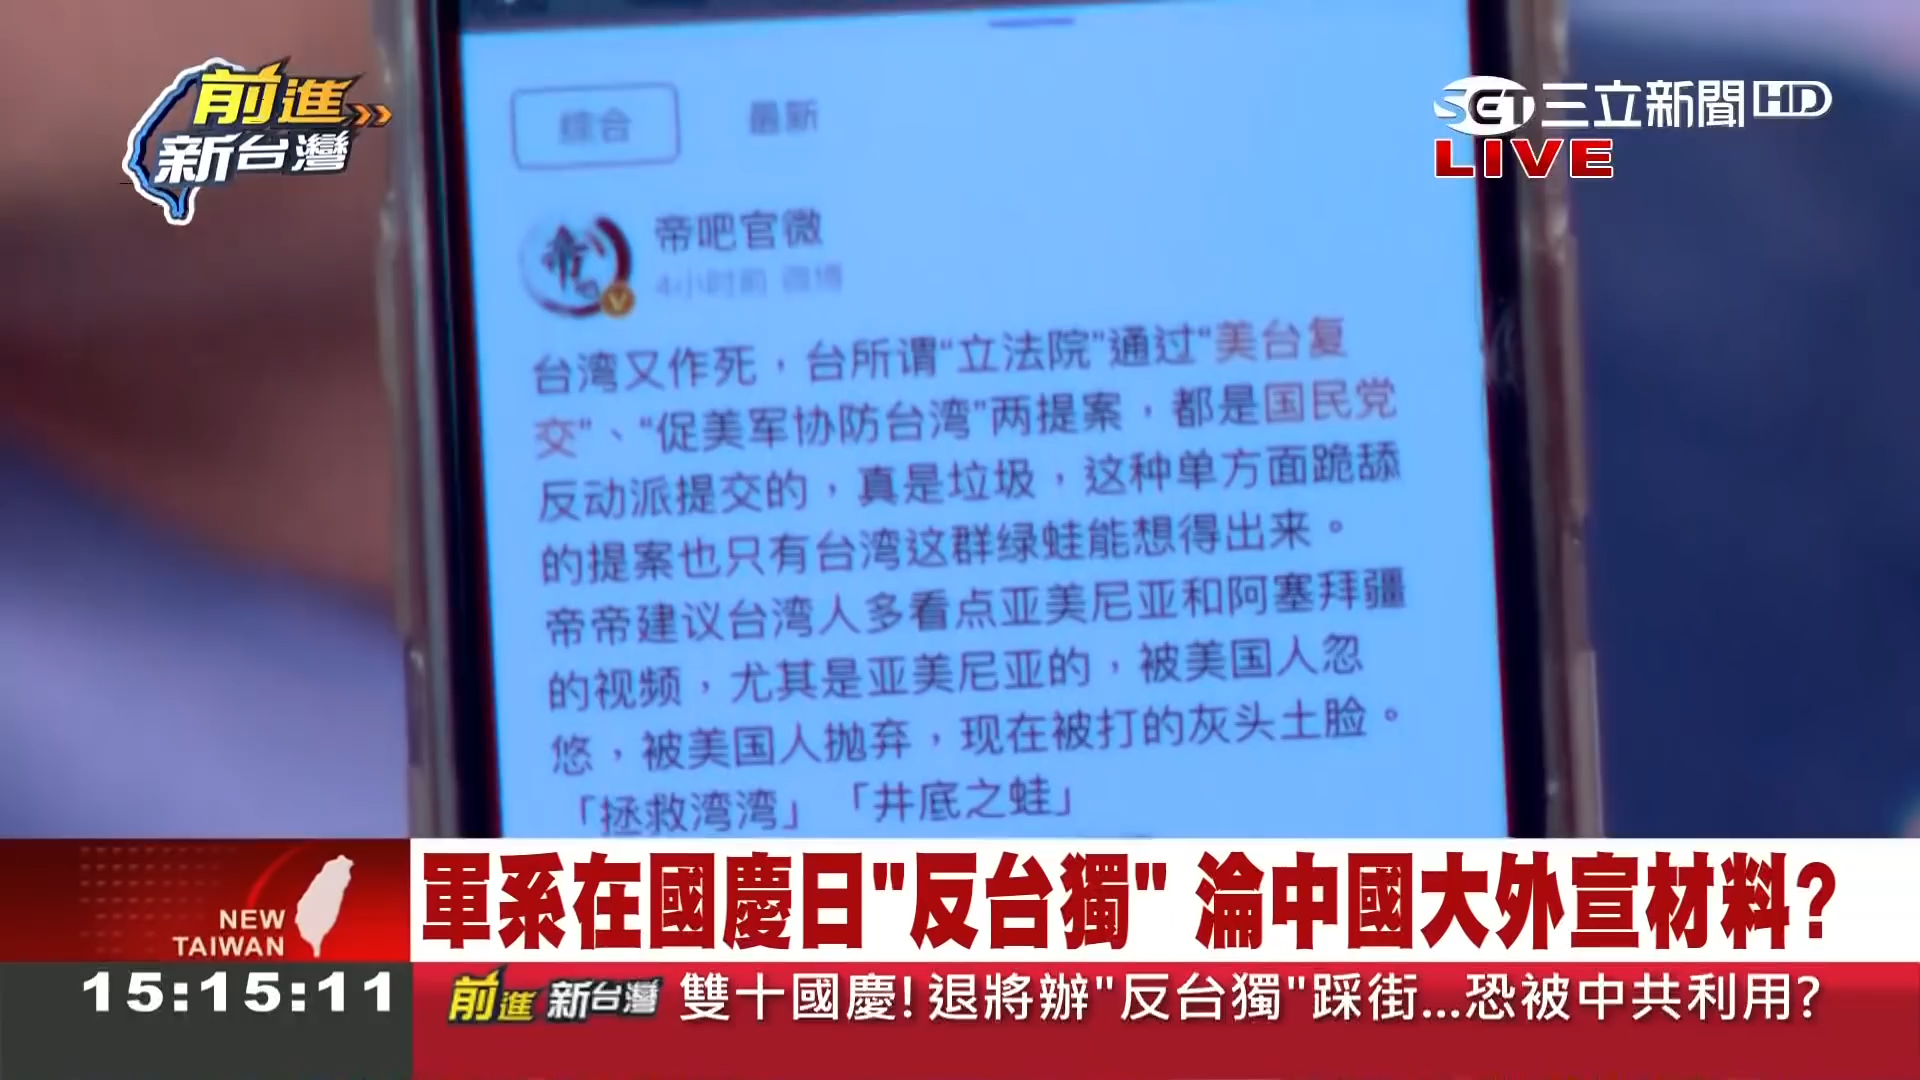 前進
新台灣
SET三立新聞HD
LIVE
綜合
最新
帝吧官微
4小时前 微博
台湾又作死，台所谓“立法院”通过“美台复
交”、“促美军协防台湾”两提案，都是国民党
反动派提交的，真是垃圾，这种单方面跪舔
的提案也只有台湾这群绿蛙能想得出来。
帝帝建议台湾人多看点亚美尼亚和阿塞拜疆
的视频，尤其是亚美尼亚的，被美国人忽
悠，被美国人抛弃，现在被打的灰头土脸。
「拯救湾湾」「井底之蛙」
NEW
TAIWAN
軍系在國慶日"反台獨" 淪中國大外宣材料?
15:15:11
前進新台灣 雙十國慶!退將辦"反台獨"踩街...恐被中共利用?